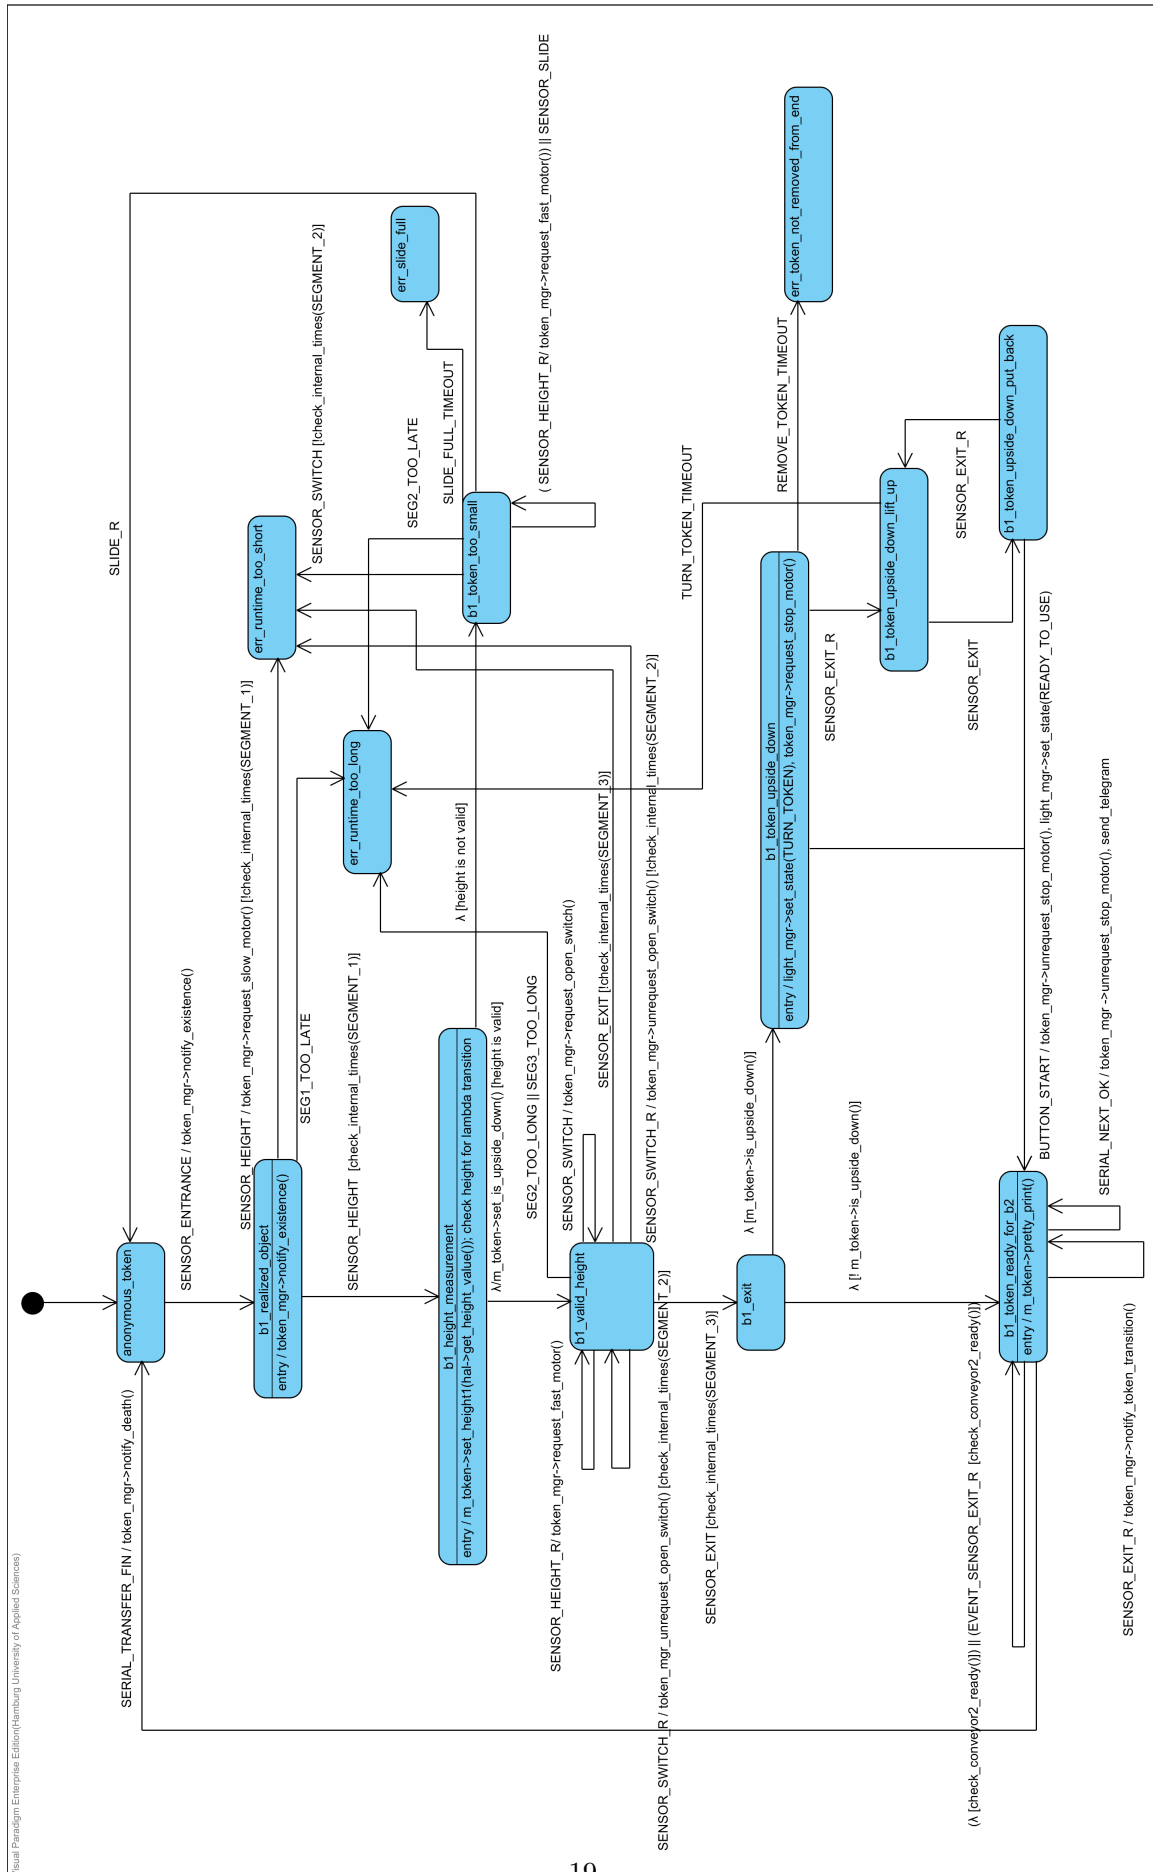 Visual Paradigm Enterprise Edition(Hamburg University of Applied Sciences)
SERIAL_TRANSFER_FIN / token_mgr->notify_death()
anonymous_token
SLIDE_R
SENSOR_ENTRANCE / token_mgr->notify_existence()
b1_realized_object
entry / token_mgr->notify_existence()
SENSOR_HEIGHT / token_mgr->request_slow_motor() [!check_internal_times(SEGMENT_1)]
err_runtime_too_short
SENSOR_SWITCH [!check_internal_times(SEGMENT_2)]
SEG1_TOO_LATE
SENSOR_HEIGHT  [check_internal_times(SEGMENT_1)]
err_runtime_too_long
err_slide_full
SEG2_TOO_LATE
SLIDE_FULL_TIMEOUT
b1_height_measurement
entry / m_token->set_height1(hal->get_height_value()); check height for lambda transition
λ [height is not valid]
b1_token_too_small
( SENSOR_HEIGHT_R/ token_mgr->request_fast_motor()) || SENSOR_SLIDE
λ/m_token->set_is_upside_down() [height is valid]
SEG2_TOO_LONG || SEG3_TOO_LONG
SENSOR_HEIGHT_R/ token_mgr->request_fast_motor()
b1_valid_height
SENSOR_SWITCH / token_mgr->request_open_switch()
SENSOR_EXIT [!check_internal_times(SEGMENT_3)]
SENSOR_SWITCH_R / token_mgr->unrequest_open_switch() [!check_internal_times(SEGMENT_2)]
SENSOR_SWITCH_R / token_mgr_unrequest_open_switch() [check_internal_times(SEGMENT_2)]
TURN_TOKEN_TIMEOUT
SENSOR_EXIT [check_internal_times(SEGMENT_3)]
b1_exit
λ [m_token->is_upside_down()]
b1_token_upside_down
entry / light_mgr->set_state(TURN_TOKEN), token_mgr->request_stop_motor()
REMOVE_TOKEN_TIMEOUT
err_token_not_removed_from_end
SENSOR_EXIT_R
λ [! m_token->is_upside_down()]
b1_token_upside_down_lift_up
SENSOR_EXIT_R
SENSOR_EXIT
b1_token_upside_down_put_back
(λ [check_conveyor2_ready()]) || (EVENT_SENSOR_EXIT_R  [check_conveyor2_ready()])
b1_token_ready_for_b2
entry / m_token->pretty_print()
BUTTON_START / token_mgr->unrequest_stop_motor(), light_mgr->set_state(READY_TO_USE)
SERIAL_NEXT_OK / token_mgr ->unrequest_stop_motor(), send_telegram
SENSOR_EXIT_R / token_mgr->notify_token_transition()
19